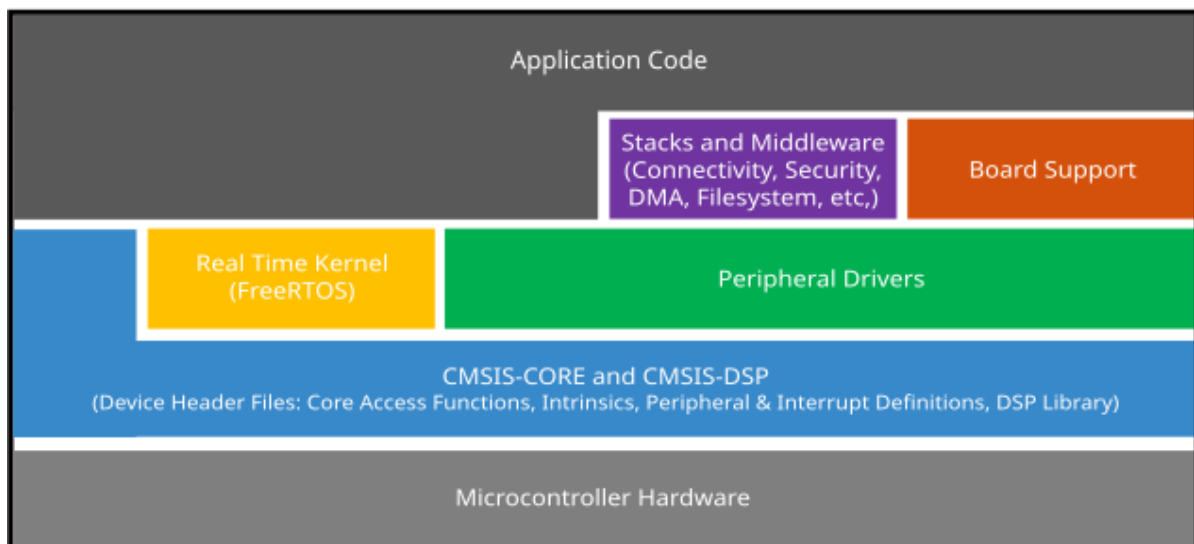 Application Code
Stacks and Middleware
(Connectivity, Security,
DMA, Filesystem, etc,)
Board Support
Real Time Kernel
(FreeRTOS)
Peripheral Drivers
CMSIS-CORE and CMSIS-DSP
(Device Header Files: Core Access Functions, Intrinsics, Peripheral & Interrupt Definitions, DSP Library)
Microcontroller Hardware